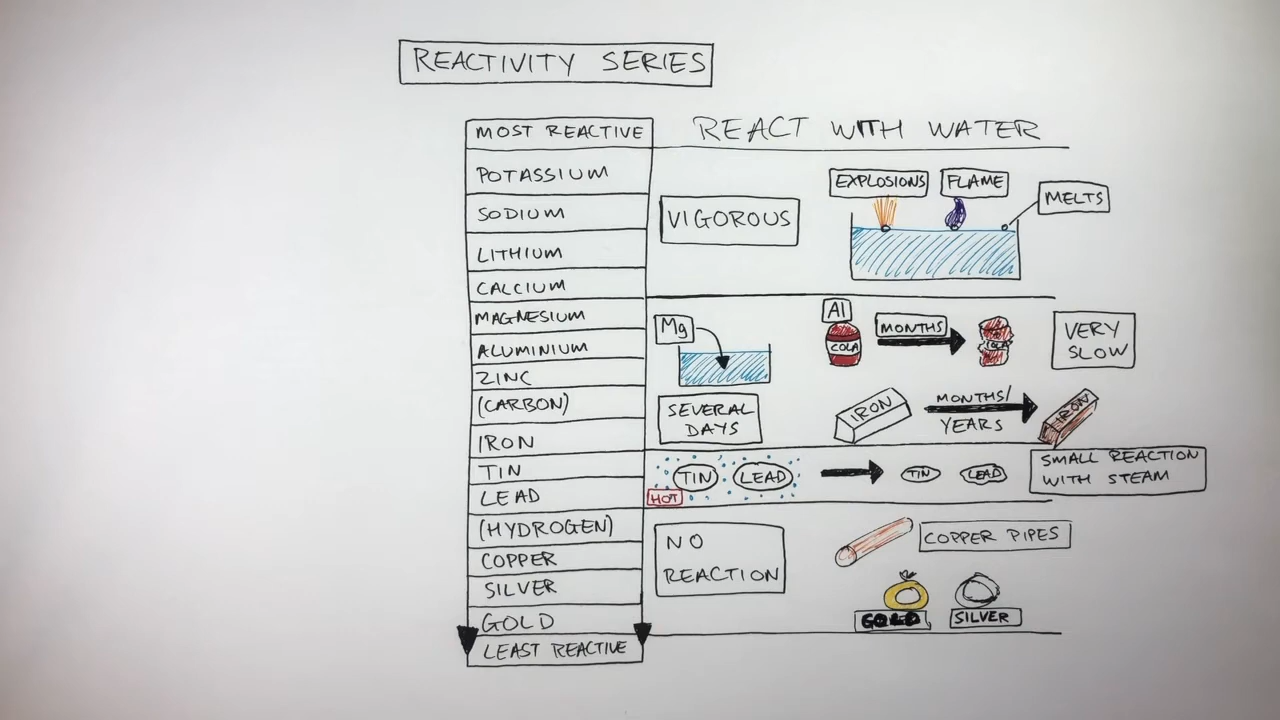 REACTIVITY SERIES
MOST REACTIVE
REACT WITH WATER
POTASSIUM
SODIUM
LITHIUM
CALCIUM
VIGOROUS
EXPLOSIONS
FLAME
MELTS
MAGNESIUM
ALUMINIUM
ZINC
(CARBON)
IRON
Mg
SEVERAL
DAYS
Al
COLA
MONTHS
COLA
VERY
SLOW
IRON
MONTHS/
YEARS
IRON
TIN
LEAD
TIN
LEAD
HOT
TIN
LEAD
SMALL REACTION
WITH STEAM
(HYDROGEN)
COPPER
SILVER
GOLD
NO
REACTION
COPPER PIPES
GOLD
SILVER
LEAST REACTIVE